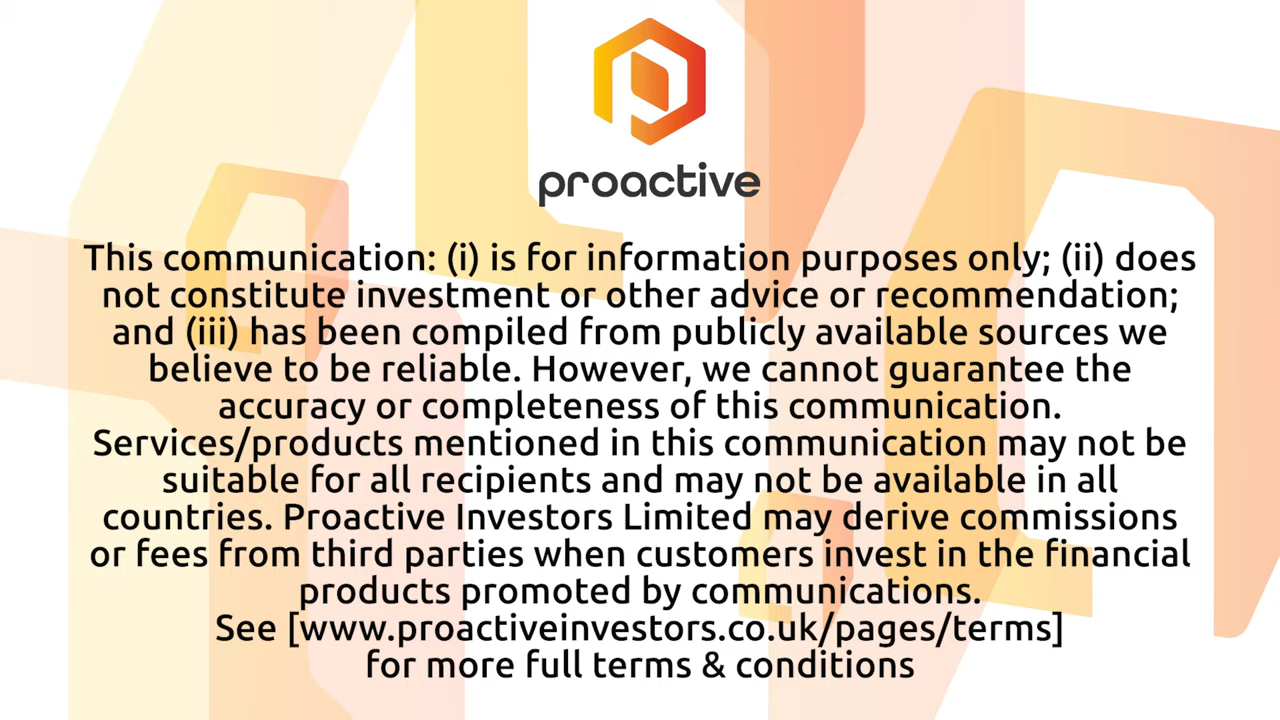 proactive
This communication: (i) is for information purposes only; (ii) does
not constitute investment or other advice or recommendation;
and (iii) has been compiled from publicly available sources we
believe to be reliable. However, we cannot guarantee the
accuracy or completeness of this communication.
Services/products mentioned in this communication may not be
suitable for all recipients and may not be available in all
countries. Proactive Investors Limited may derive commissions
or fees from third parties when customers invest in the financial
products promoted by communications.
See [www.proactiveinvestors.co.uk/pages/terms]
for more full terms & conditions